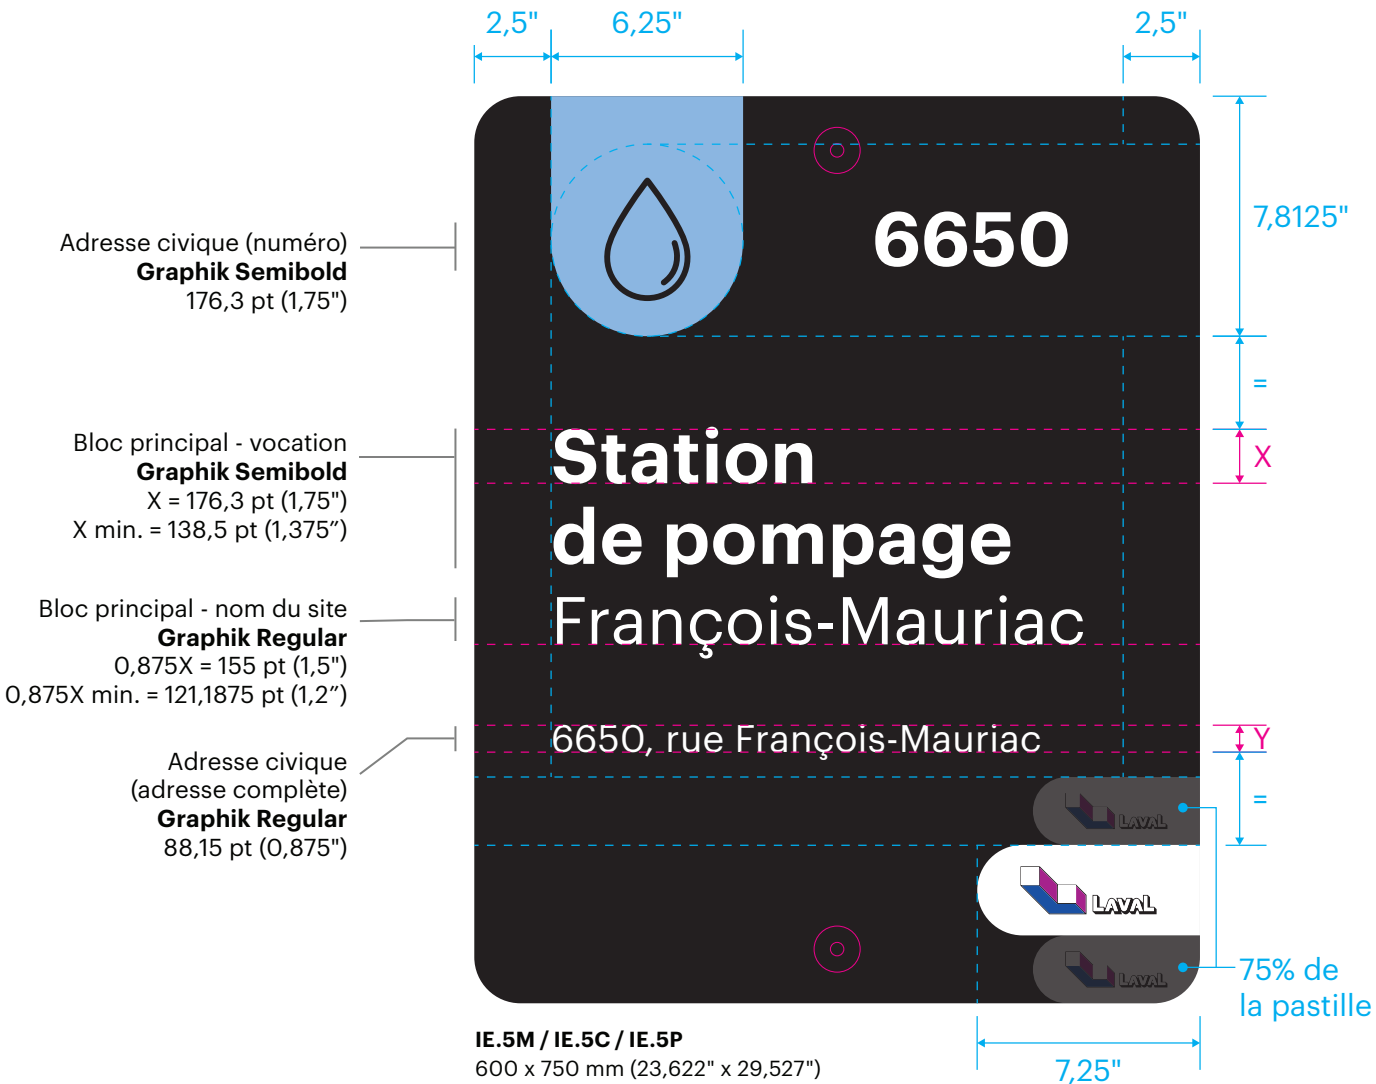 2,5"
6,25"
2,5"
6650
7,8125"
Adresse civique (numéro)
Graphik Semibold
176,3 pt (1,75")
=
Bloc principal - vocation
Graphik Semibold
X = 176,3 pt (1,75")
X min. = 138,5 pt (1,375”)
X
Station
de pompage
François-Mauriac
Bloc principal - nom du site
Graphik Regular
0,875X = 155 pt (1,5")
0,875X min. = 121,1875 pt (1,2”)
6650, rue François-Mauriac
Y
Adresse civique
(adresse complète)
Graphik Regular
88,15 pt (0,875")
=
LAVAL
LAVAL
LAVAL
75% de
la pastille
IE.5M / IE.5C / IE.5P
600 x 750 mm (23,622" x 29,527")
7,25"